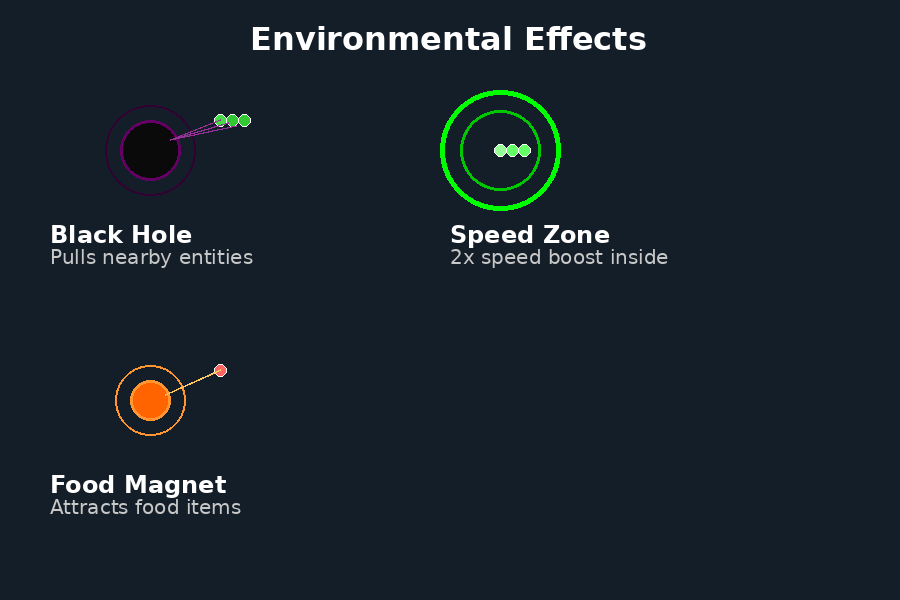 Environmental Effects
Black Hole
Pulls nearby entities
Speed Zone
2x speed boost inside
Food Magnet
Attracts food items